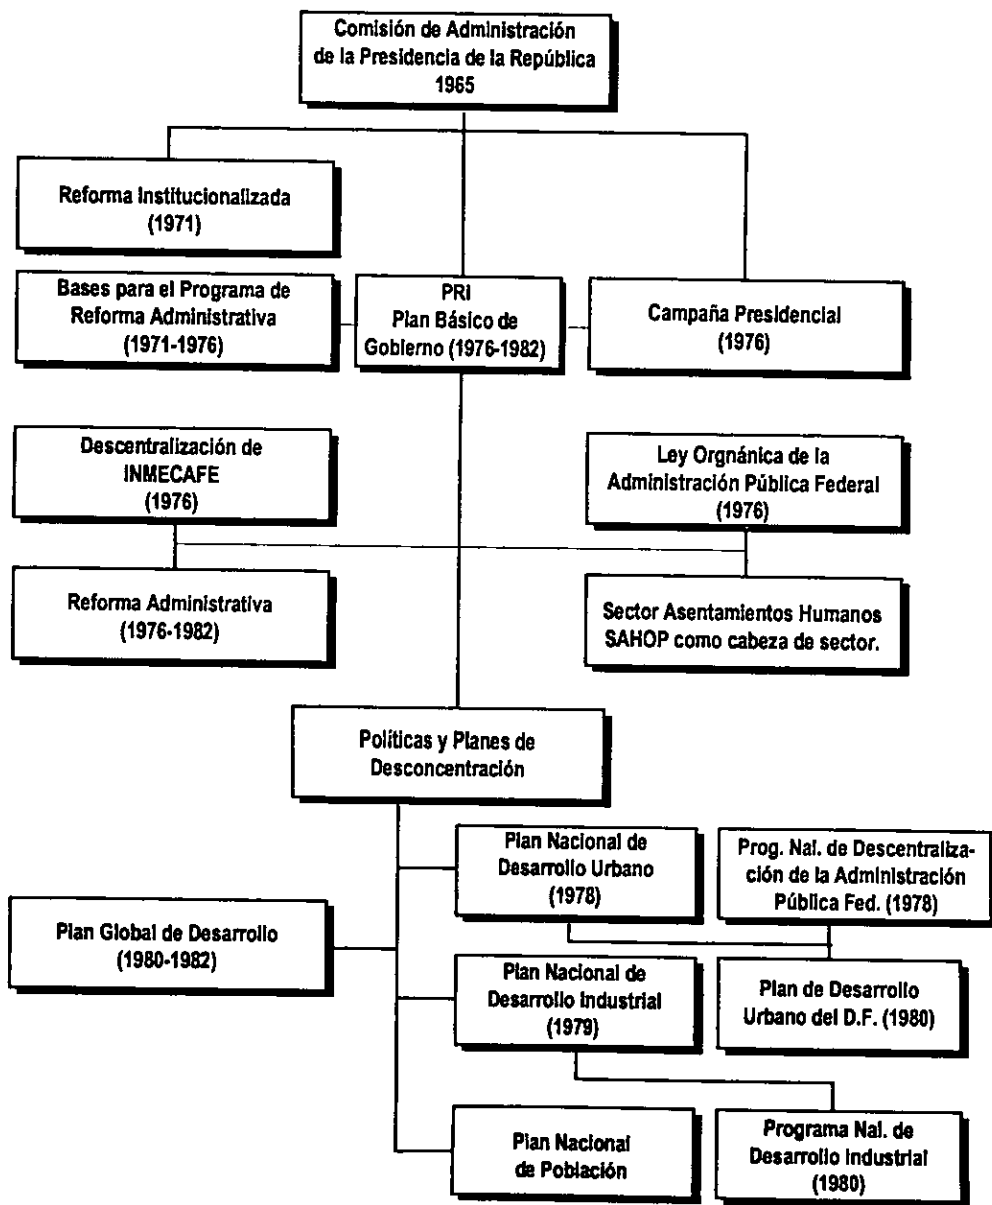 Comisión de Administración
de la Presidencia de la República
1965
Reforma Institucionalizada
(1971)
Bases para el Programa de
Reforma Administrativa
(1971-1976)
PRI
Plan Básico de
Gobierno (1976-1982)
Campaña Presidencial
(1976)
Descentralización de
INMECAFE
(1976)
Ley Orgnánica de la
Administración Pública Federal
(1976)
Reforma Administrativa
(1976-1982)
Sector Asentamientos Humanos
SAHOP como cabeza de sector.
Políticas y Planes de
Desconcentración
Plan Nacional de
Desarrollo Urbano
(1978)
Prog. Nal. de Descentraliza-
ción de la Administración
Pública Fed. (1978)
Plan Global de Desarrollo
(1980-1982)
Plan Nacional de
Desarrollo Industrial
(1979)
Plan de Desarrollo
Urbano del D.F. (1980)
Plan Nacional
de Población
Programa Nal. de
Desarrollo Industrial
(1980)